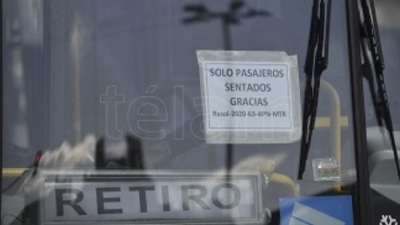 SOLO PASAJEROS
SENTADOS
GRACIAS
Resol-2020-63-APN-MTR
télam
RETIRO